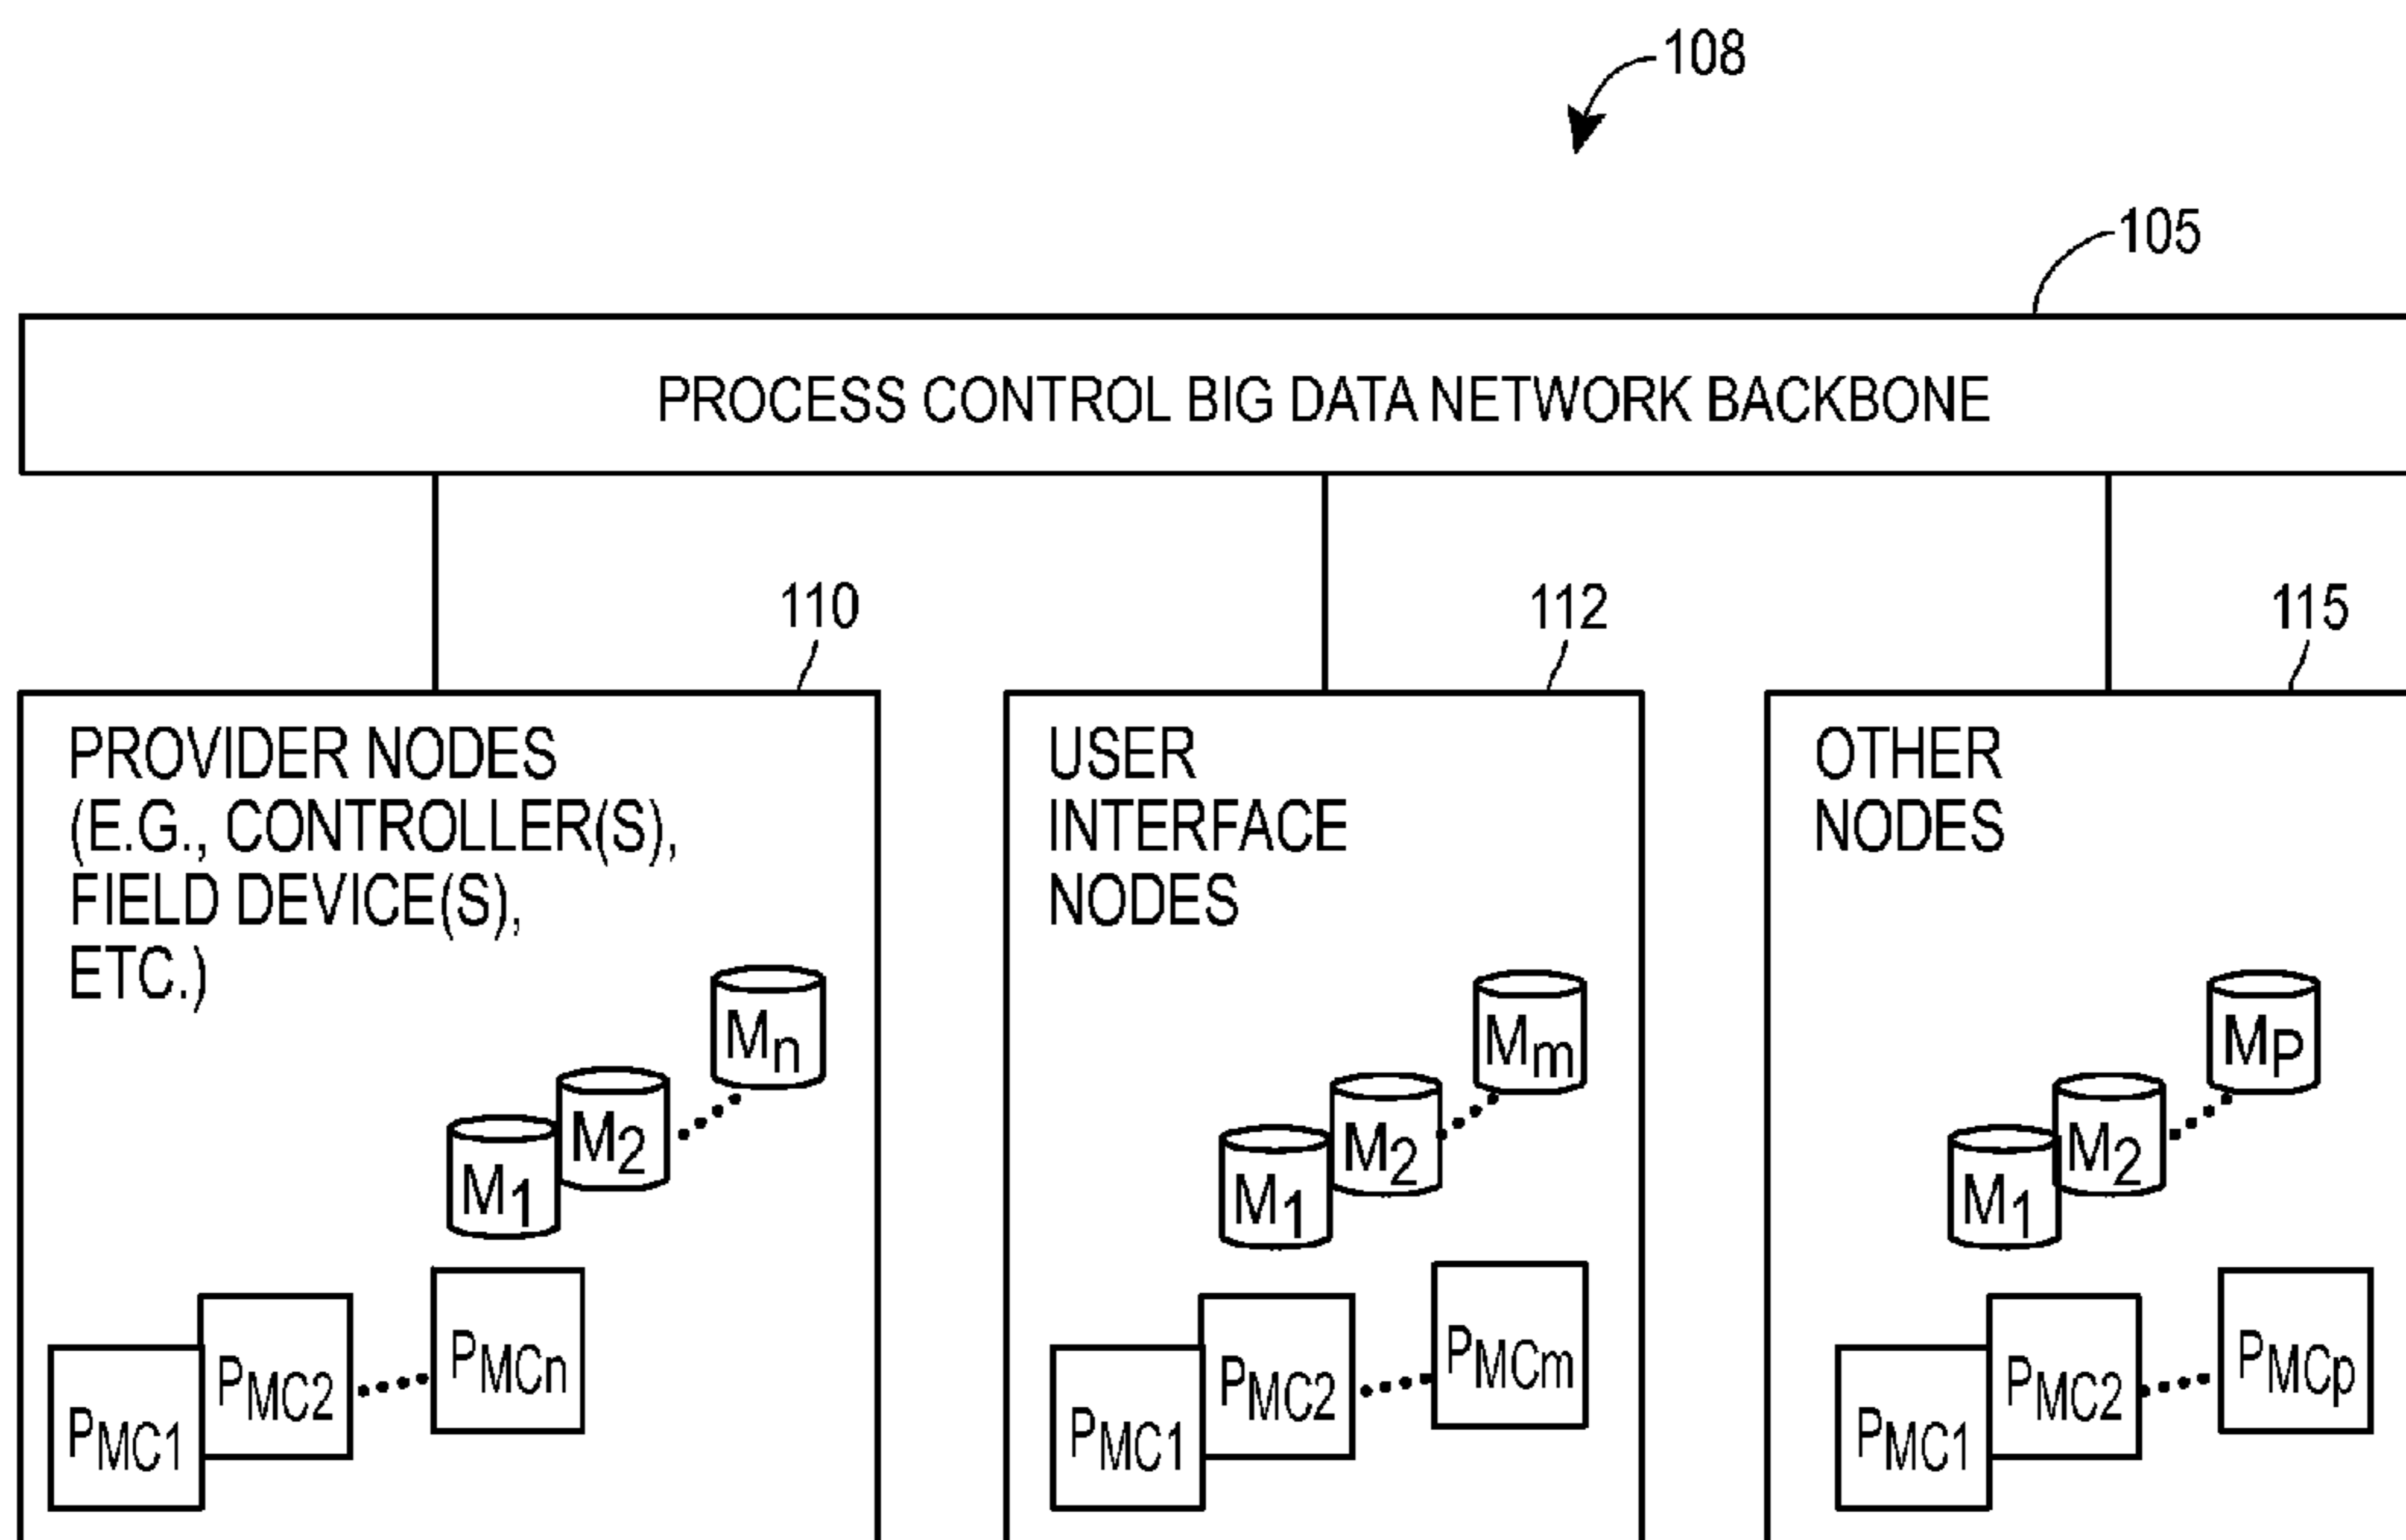 108
105
PROCESS CONTROL BIG DATA NETWORK BACKBONE
110
112
115
PROVIDER NODES
(E.G., CONTROLLER(S),
FIELD DEVICE(S),
ETC.)
Mn
M2
M1
PMC1
PMC2
PMCn
USER
INTERFACE
NODES
Mm
M2
M1
PMC1
PMC2
PMCm
OTHER
NODES
MP
M2
M1
PMC1
PMC2
PMCp